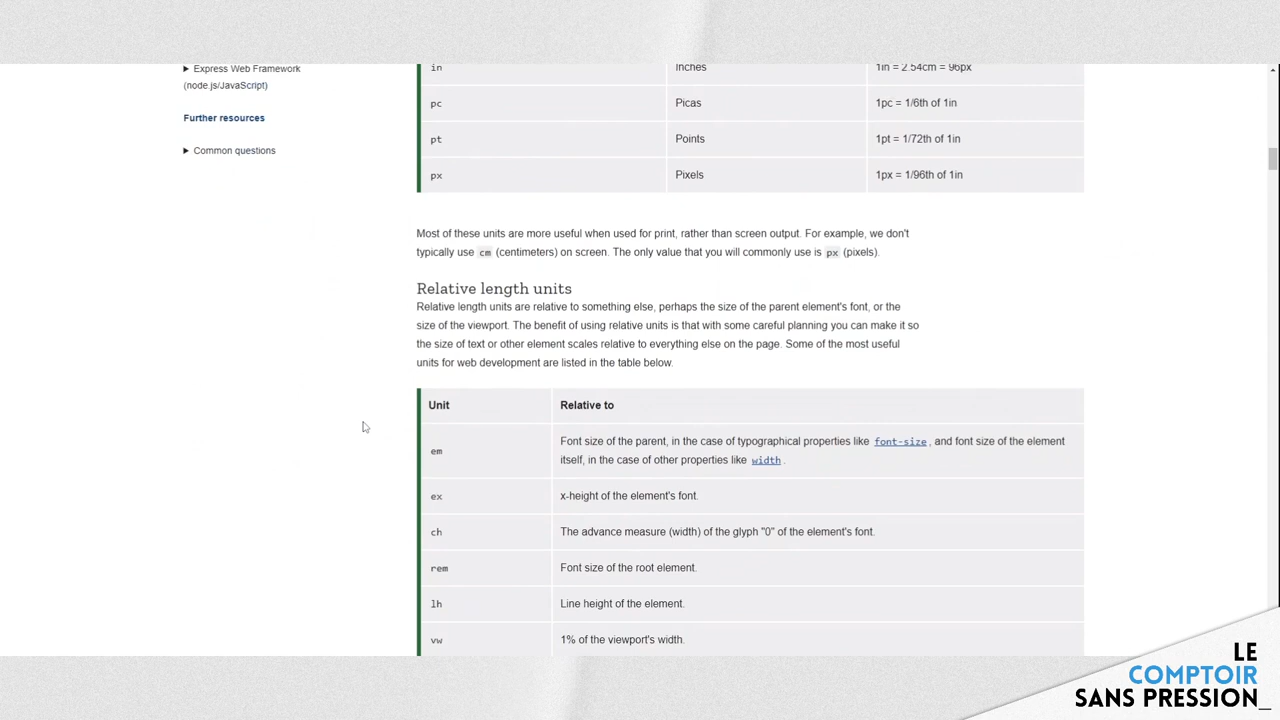 ▶ Express Web Framework
(node.js/JavaScript)
Further resources
▶ Common questions
in Inches 1in = 2.54cm = 96px
pc Picas 1pc = 1/6th of 1in
pt Points 1pt = 1/72th of 1in
px Pixels 1px = 1/96th of 1in
Most of these units are more useful when used for print, rather than screen output. For example, we don't
typically use cm (centimeters) on screen. The only value that you will commonly use is px (pixels).
Relative length units
Relative length units are relative to something else, perhaps the size of the parent element's font, or the
size of the viewport. The benefit of using relative units is that with some careful planning you can make it so
the size of text or other element scales relative to everything else on the page. Some of the most useful
units for web development are listed in the table below.
Unit Relative to
em Font size of the parent, in the case of typographical properties like font-size, and font size of the element
itself, in the case of other properties like width.
ex x-height of the element's font.
ch The advance measure (width) of the glyph "0" of the element's font.
rem Font size of the root element.
lh Line height of the element.
vw 1% of the viewport's width.
LE
COMPTOIR
SANS PRESSION_